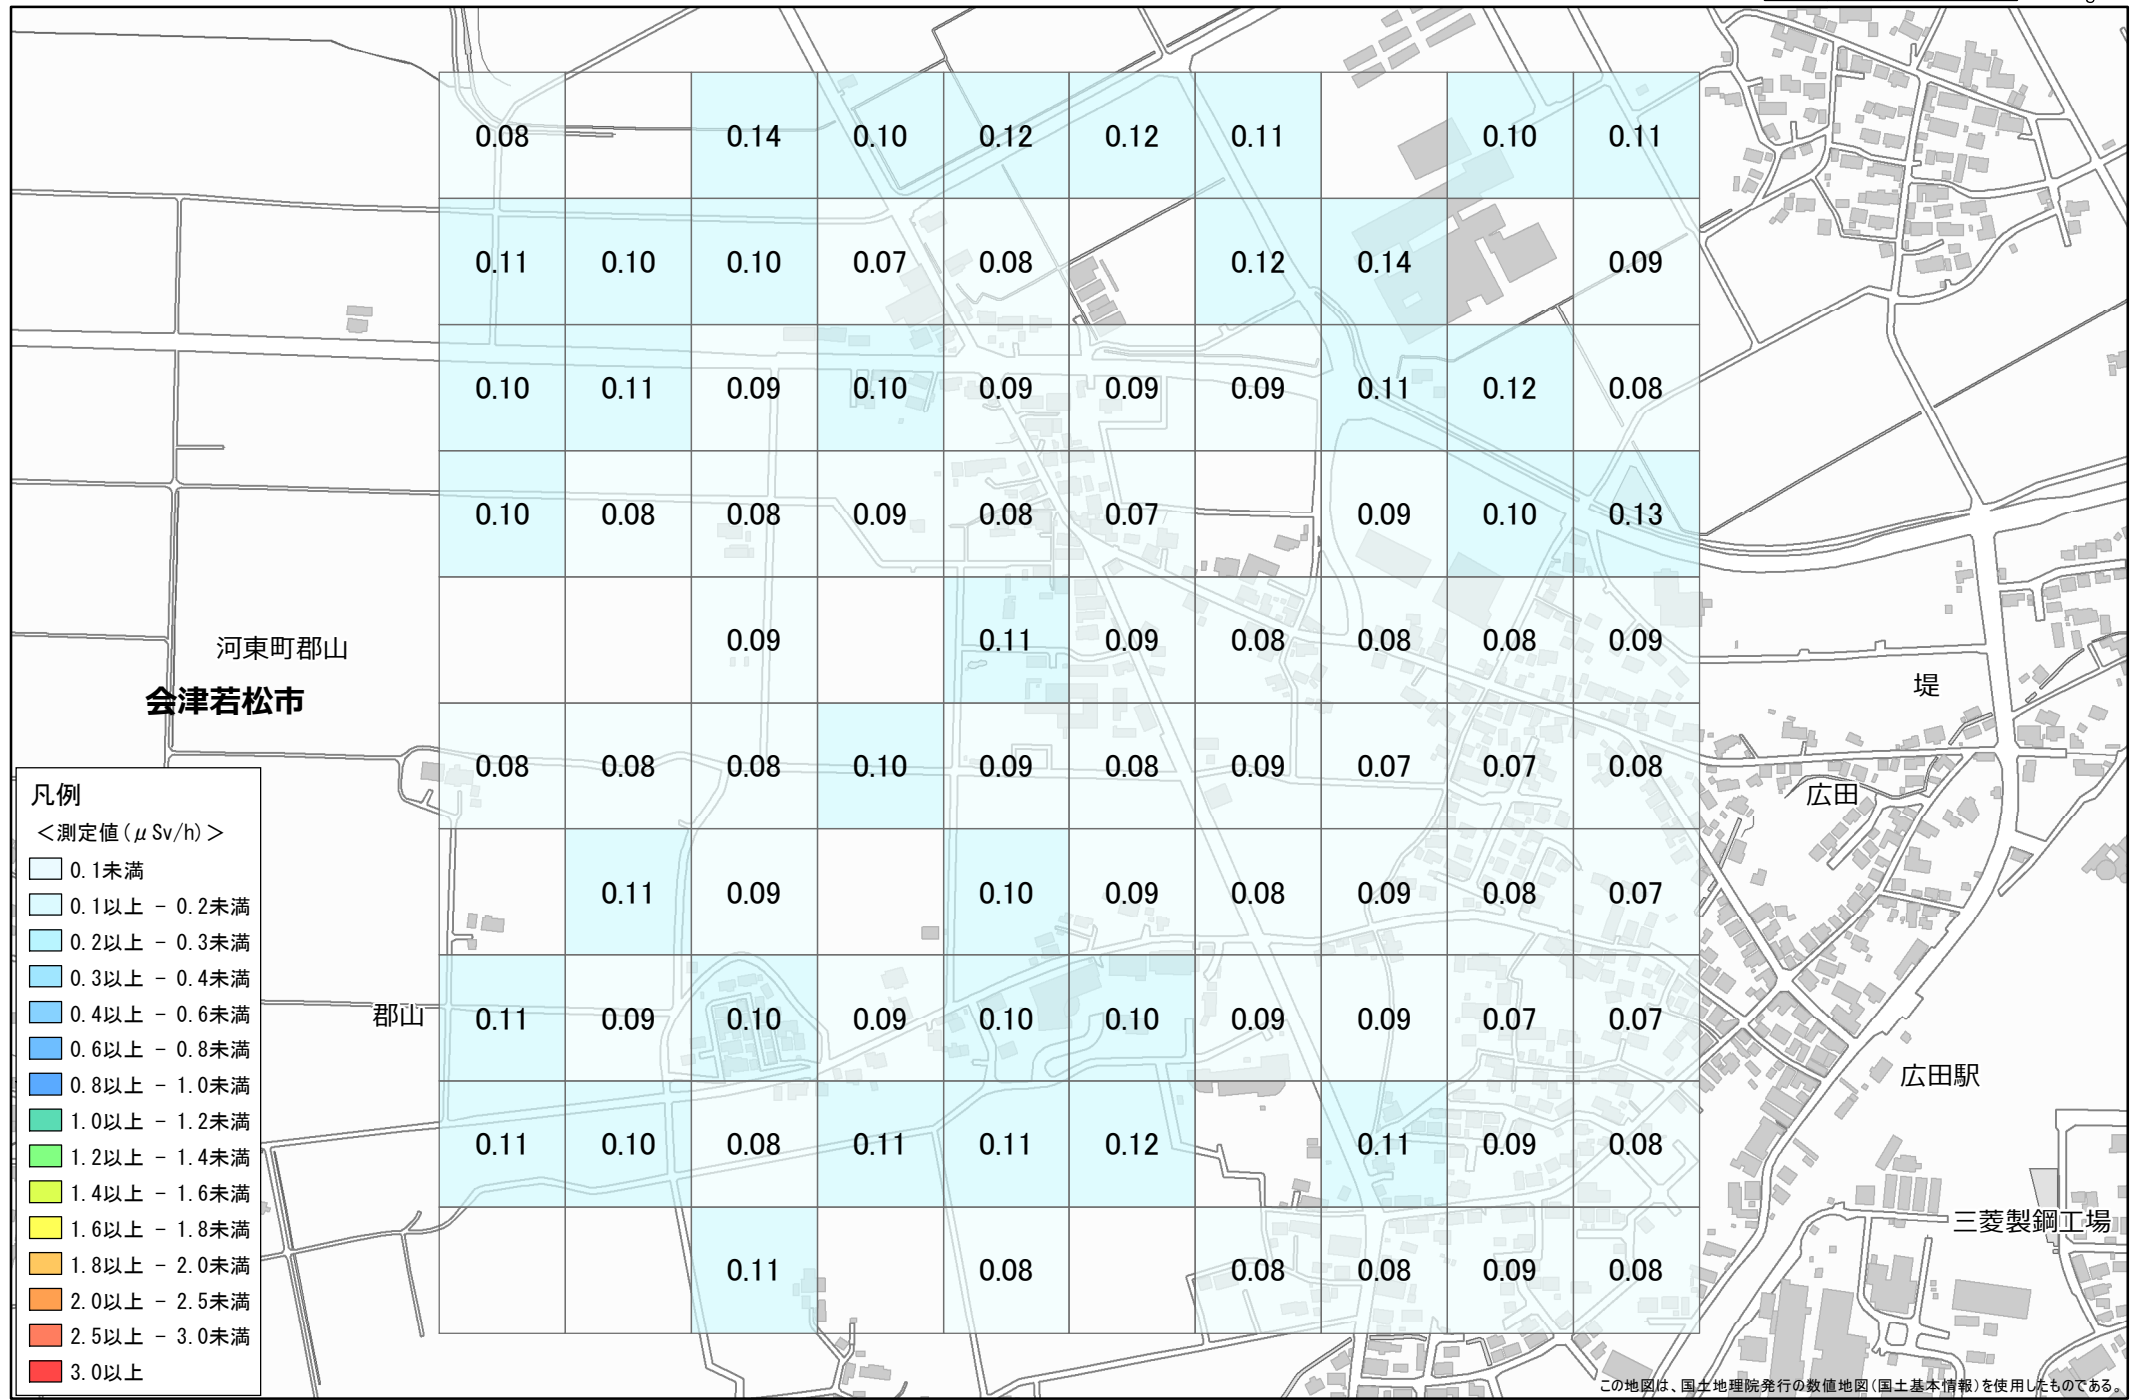 0.08 0.14 0.10 0.12 0.12 0.11 0.10 0.11
0.11 0.10 0.10 0.07 0.08 0.12 0.14 0.09
0.10 0.11 0.09 0.10 0.09 0.09 0.09 0.11 0.12 0.08
0.10 0.08 0.08 0.09 0.08 0.07 0.09 0.10 0.13
0.09 0.11 0.09 0.08 0.08 0.08 0.09
河東町郡山
会津若松市
堤
0.08 0.08 0.08 0.10 0.09 0.08 0.09 0.07 0.07 0.08
広田
0.11 0.09 0.10 0.09 0.08 0.09 0.08 0.07
郡山
0.11 0.09 0.10 0.09 0.10 0.10 0.09 0.09 0.07 0.07
広田駅
0.11 0.10 0.08 0.11 0.11 0.12 0.11 0.09 0.08
三菱製鋼工場
0.11 0.08 0.08 0.08 0.09 0.08
凡例
＜測定値(μSv/h)＞
0.1未満
0.1以上 － 0.2未満
0.2以上 － 0.3未満
0.3以上 － 0.4未満
0.4以上 － 0.6未満
0.6以上 － 0.8未満
0.8以上 － 1.0未満
1.0以上 － 1.2未満
1.2以上 － 1.4未満
1.4以上 － 1.6未満
1.6以上 － 1.8未満
1.8以上 － 2.0未満
2.0以上 － 2.5未満
2.5以上 － 3.0未満
3.0以上
この地図は、国土地理院発行の数値地図(国土基本情報)を使用したものである。